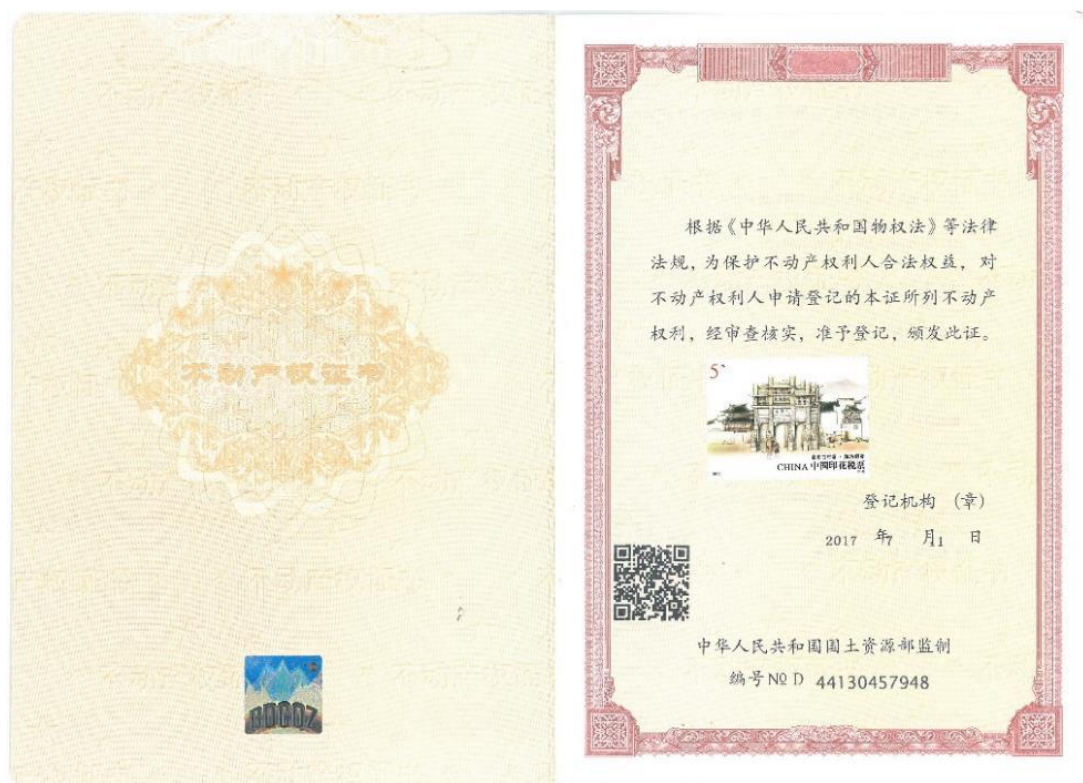 不动产权证书
BDCQZ
根据《中华人民共和国物权法》等法律
法规，为保护不动产权利人合法权益，对
不动产权利人申请登记的本证所列不动产
权利，经审查核实，准予登记，颁发此证。
5
CHINA 中国印花税票
登记机构 （章）
2017 年7 月1 日
中华人民共和国国土资源部监制
编号 № D 44130457948